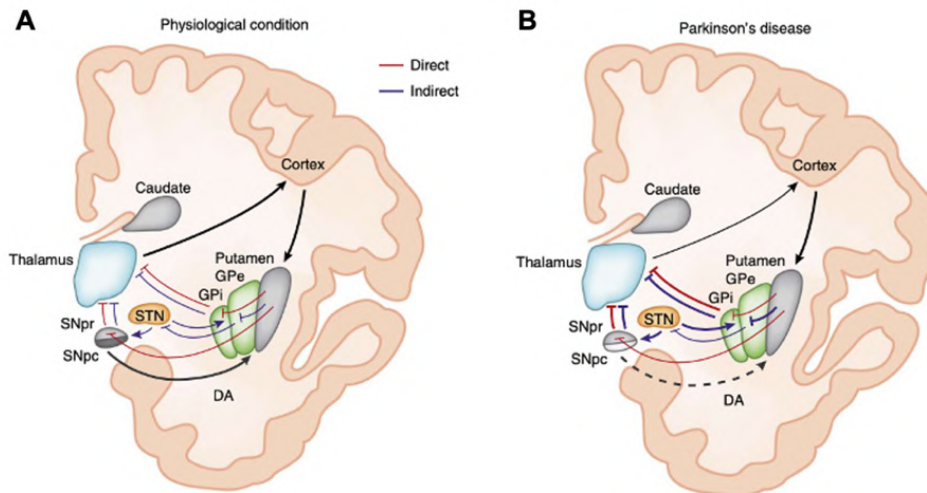 A
Physiological condition
Direct
Indirect
Cortex
Caudate
Thalamus
Putamen
GPe
GPi
STN
SNpr
SNpc
DA
B
Parkinson's disease
Cortex
Caudate
Thalamus
Putamen
GPe
GPi
STN
SNpr
SNpc
DA